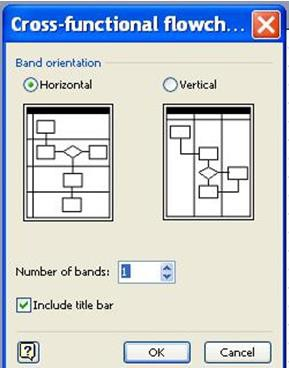 Cross-functional flowch...
Band orientation
Horizontal Vertical
Number of bands: 1
Include title bar
? OK Cancel